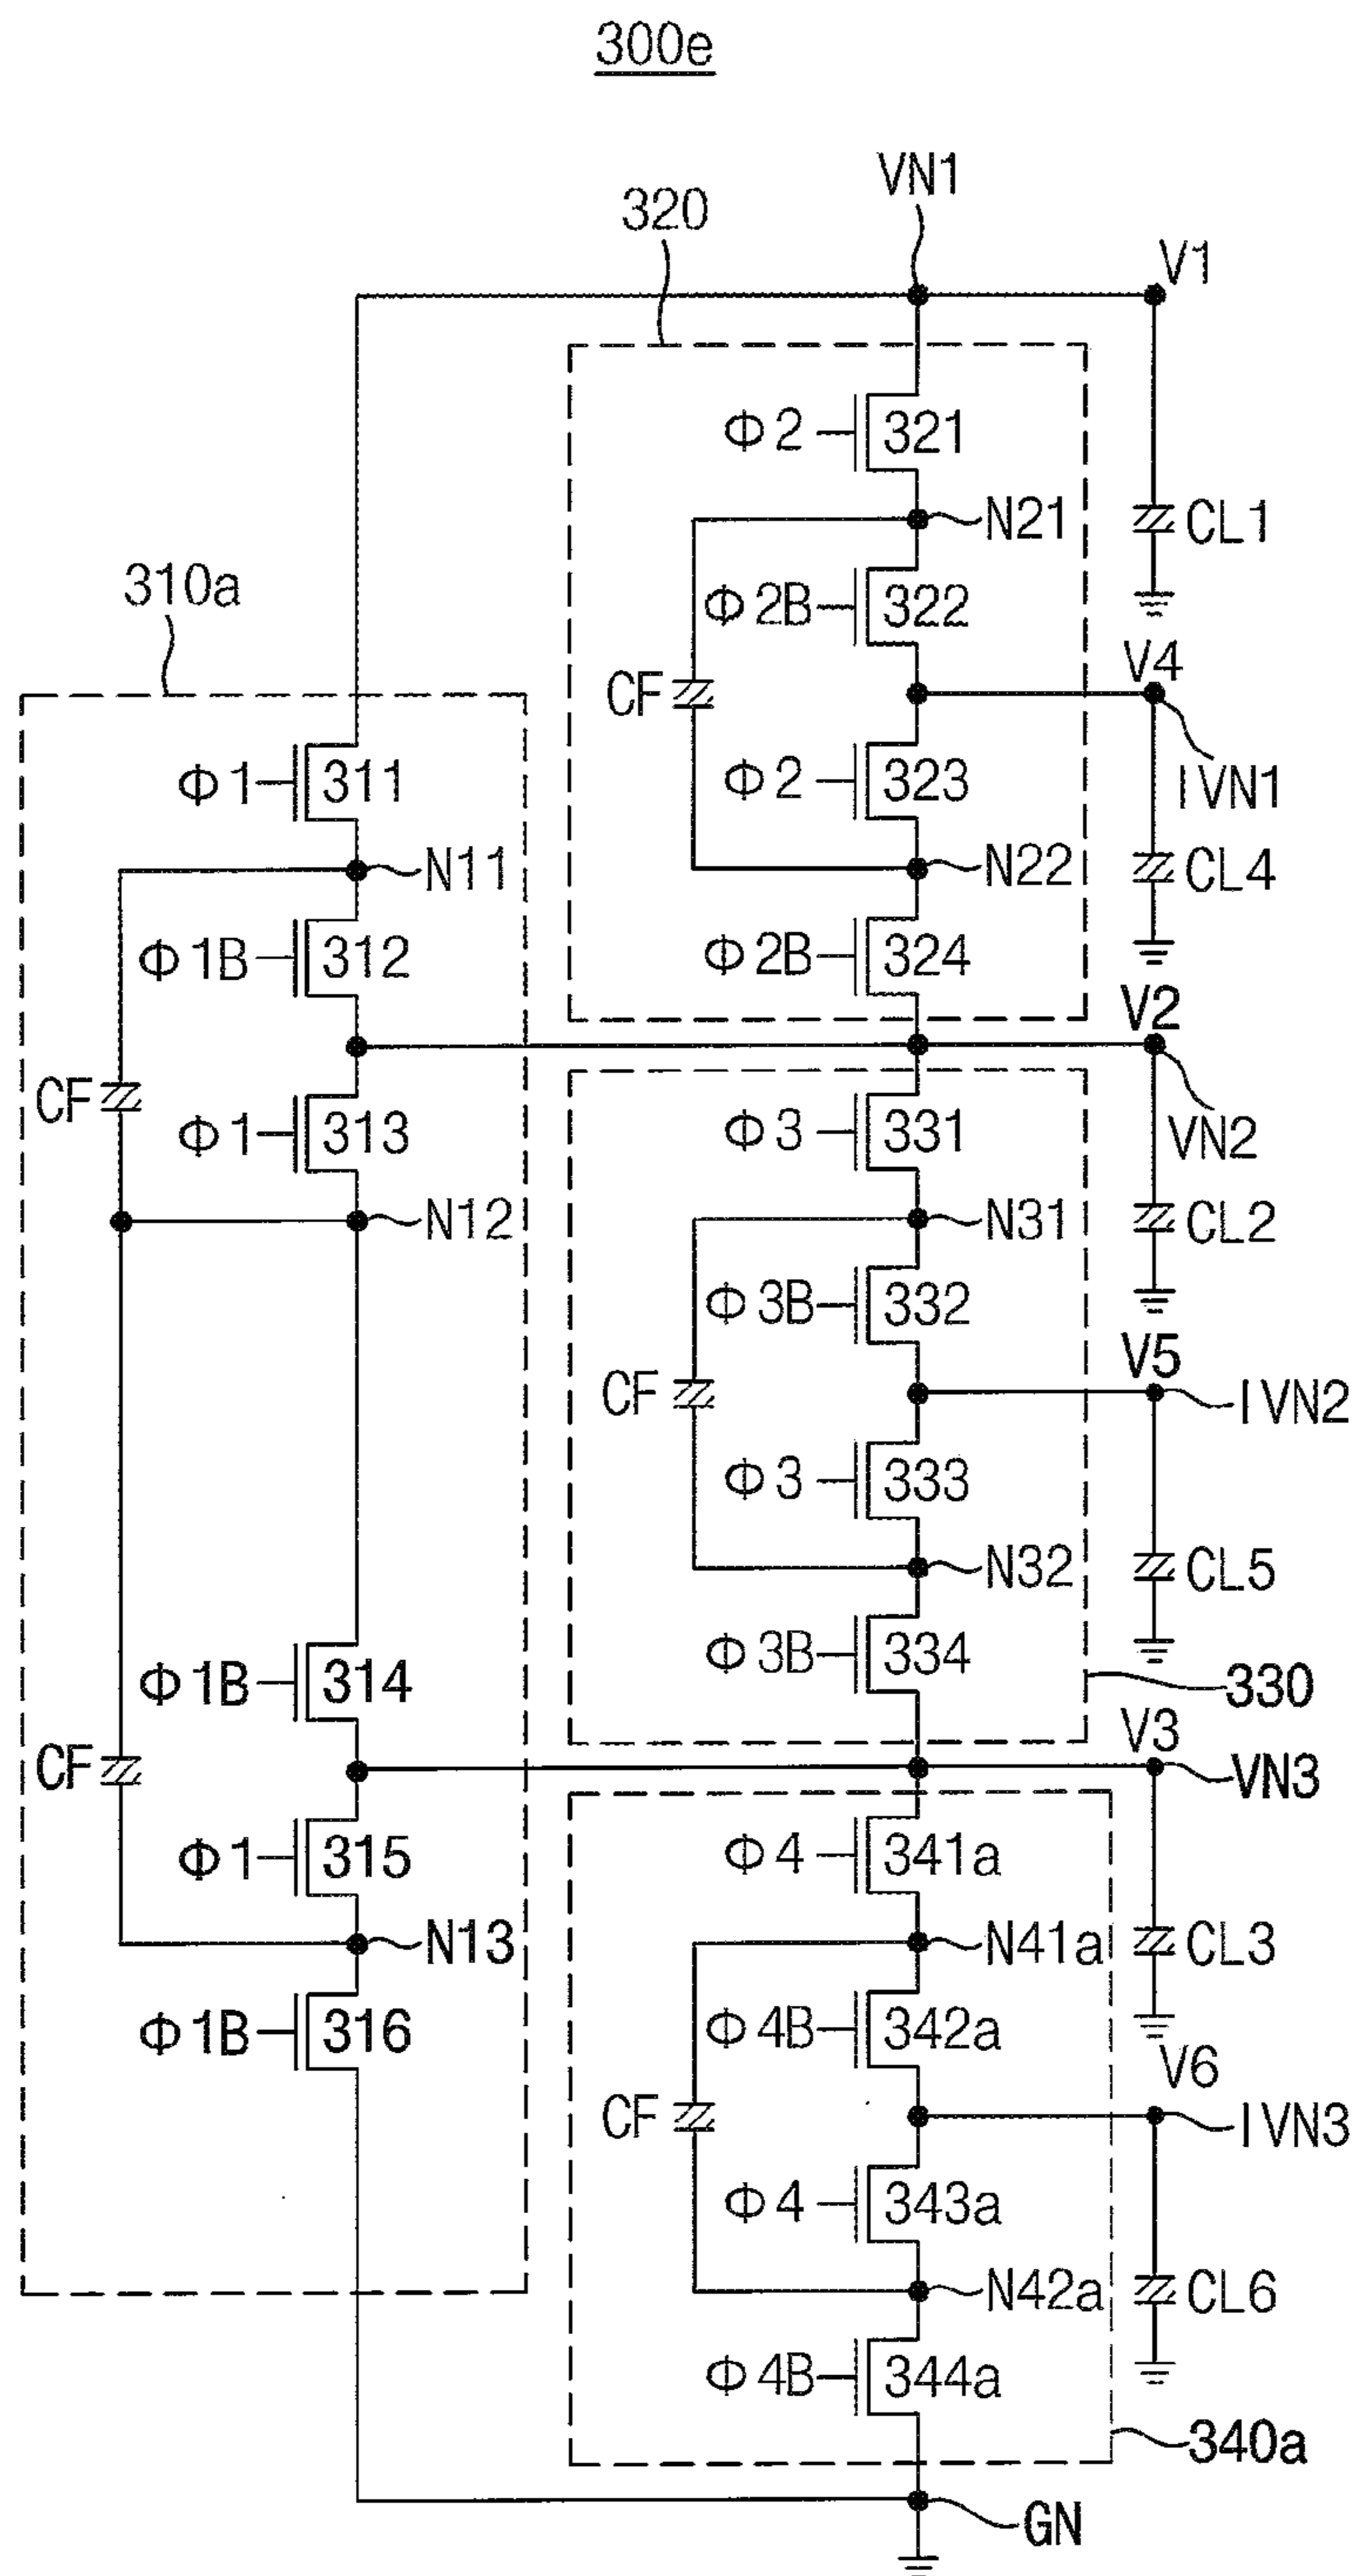 300e
VN1
320
V1
Φ2
321
N21
CL1
310a
Φ2B
322
V4
CF
Φ1
311
Φ2
323
IVN1
N11
N22
CL4
Φ1B
312
Φ2B
324
V2
CF
Φ1
313
Φ3
331
VN2
N12
N31
CL2
Φ3B
332
V5
CF
IVN2
Φ3
333
N32
CL5
Φ1B
314
Φ3B
334
330
V3
CF
VN3
Φ1
315
Φ4
341a
N13
N41a
CL3
Φ1B
316
Φ4B
342a
V6
CF
IVN3
Φ4
343a
N42a
CL6
Φ4B
344a
340a
GN